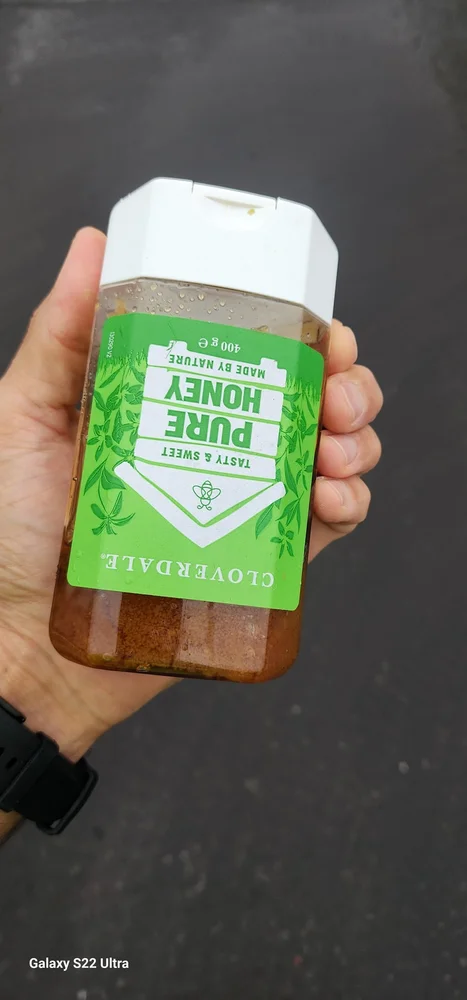 CLOVERDALE
TASTY & SWEET
PURE
HONEY
MADE BY NATURE
400 g ℮
Galaxy S22 Ultra